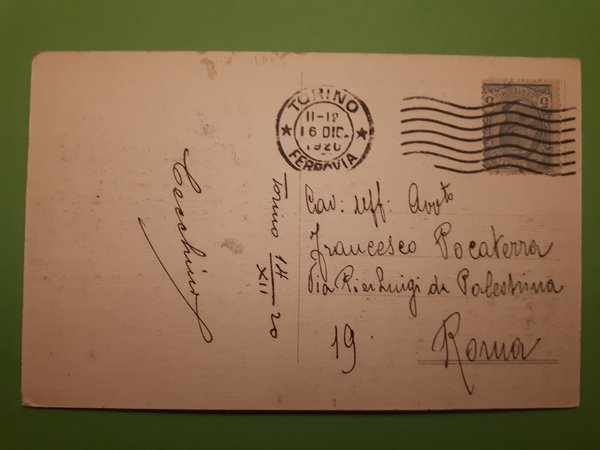 TORINO
11-12
16 DIC.
1920
FERROVIA
Cecchino
Torino 14 XII 20
Cav: Uff: Avv.to
Francesco Pocaterra
Via Pier Luigi da Palestrina
19
Roma